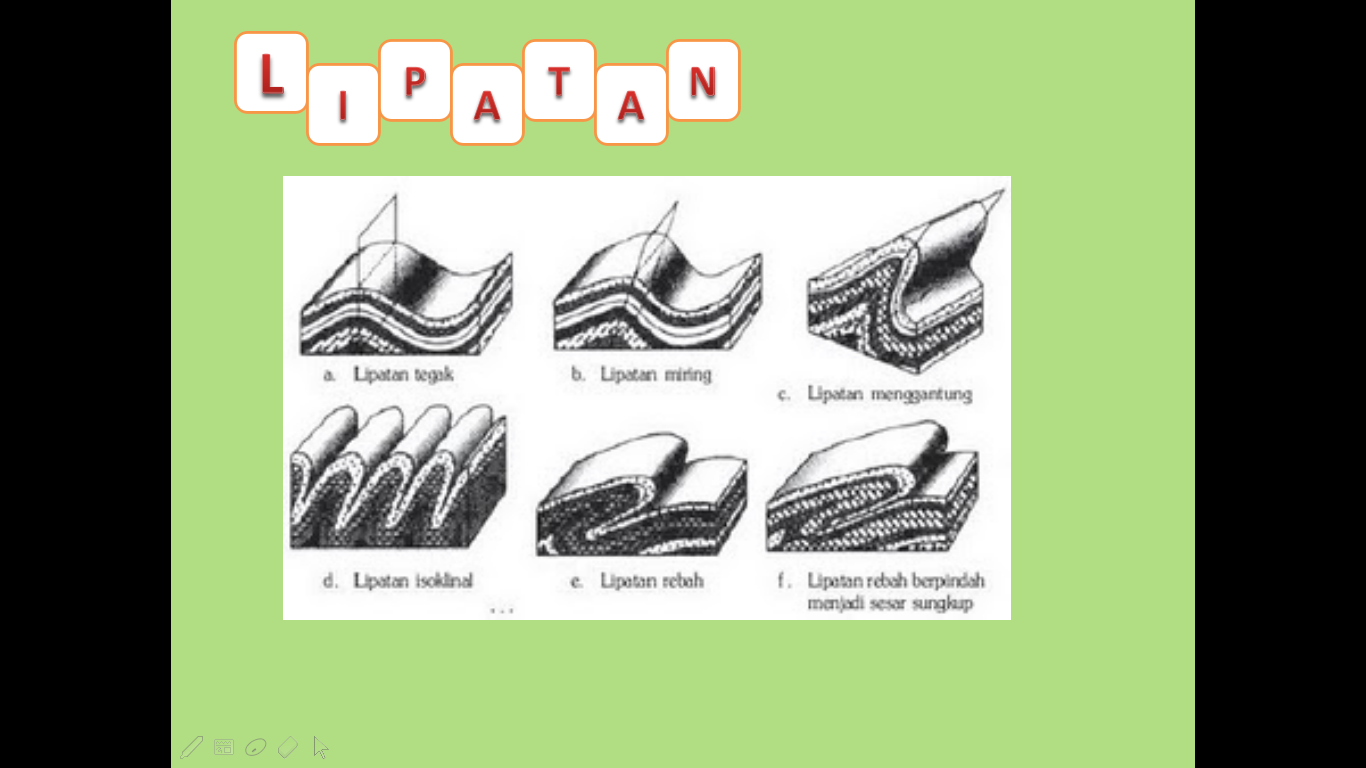 LIPATAN
a. Lipatan tegak
b. Lipatan miring
c. Lipatan menggantung
d. Lipatan isoklinal
e. Lipatan rebah
f. Lipatan rebah berpindah
menjadi sesar sungkup